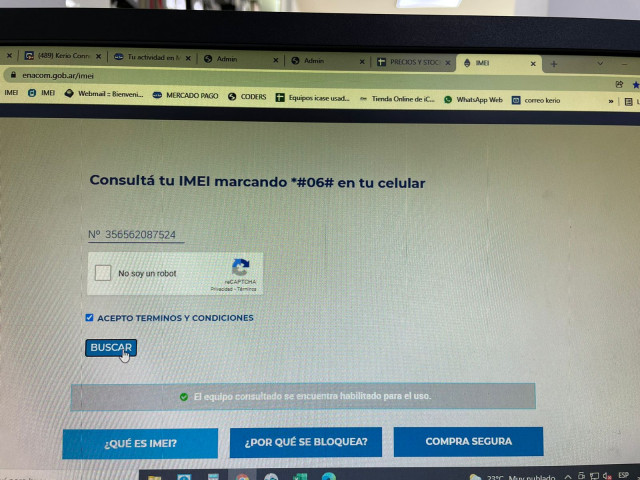 (489) Kerio Conn
Tu actividad en M
Admin
Admin
PRECIOS Y STOC
IMEI
enacom.gob.ar/imei
IMEI
IMEI
Webmail :: Bienveni...
MERCADO PAGO
CODERS
Equipos icase usad...
Tienda Online de iC...
WhatsApp Web
correo kerio
»
Consultá tu IMEI marcando *#06# en tu celular
Nº 356562087524
No soy un robot
reCAPTCHA
Privacidad - Términos
ACEPTO TERMINOS Y CONDICIONES
BUSCAR
El equipo consultado se encuentra habilitado para el uso.
¿QUÉ ES IMEI?
¿POR QUÉ SE BLOQUEA?
COMPRA SEGURA
23°C Muy nublado
ESP